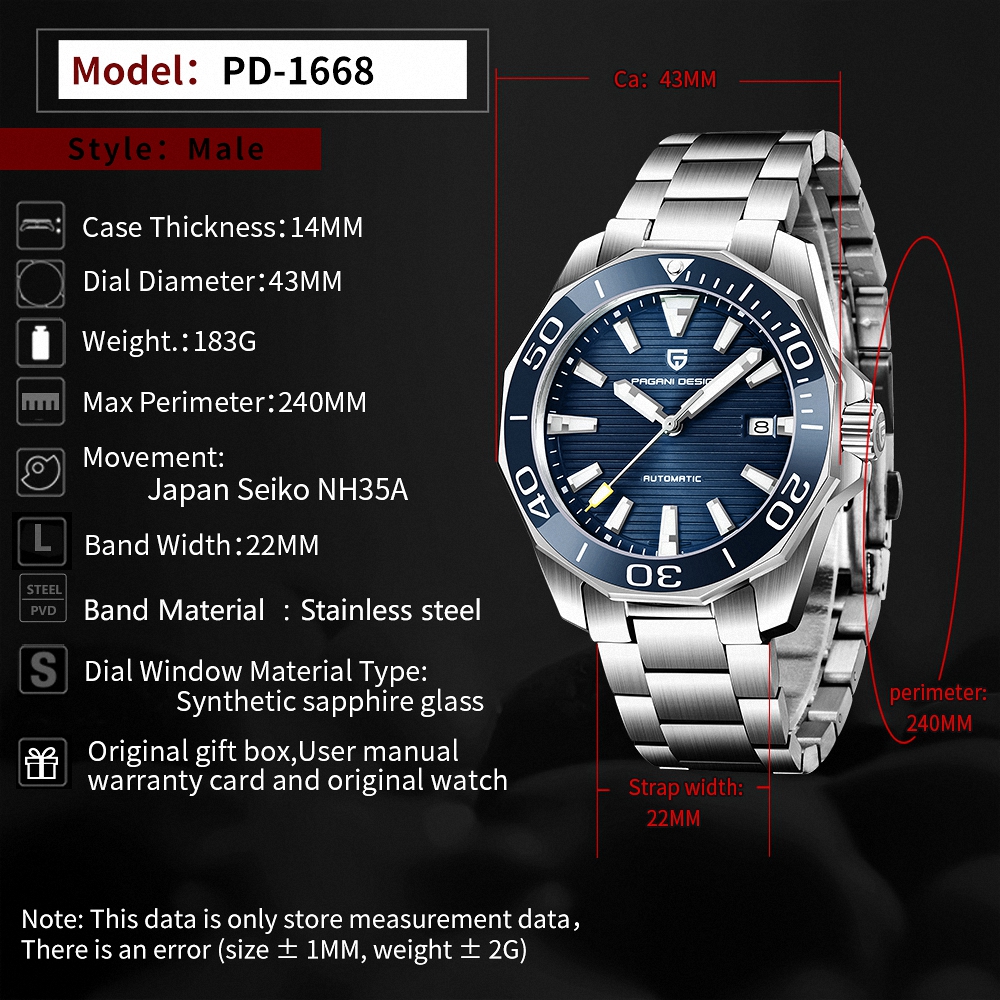 Model: PD-1668
Ca: 43MM
Style: Male
Case Thickness:14MM
Dial Diameter:43MM
Weight.:183G
Max Perimeter:240MM
Movement:
Japan Seiko NH35A
L
Band Width:22MM
STEEL
PVD
Band Material : Stainless steel
S
Dial Window Material Type:
Synthetic sapphire glass
Original gift box,User manual
warranty card and original watch
50
10
PAGANI DESIG
8
AUTOMATIC
40
20
30
perimeter:
240MM
Strap width:
22MM
Note: This data is only store measurement data,
There is an error (size ± 1MM, weight ± 2G)